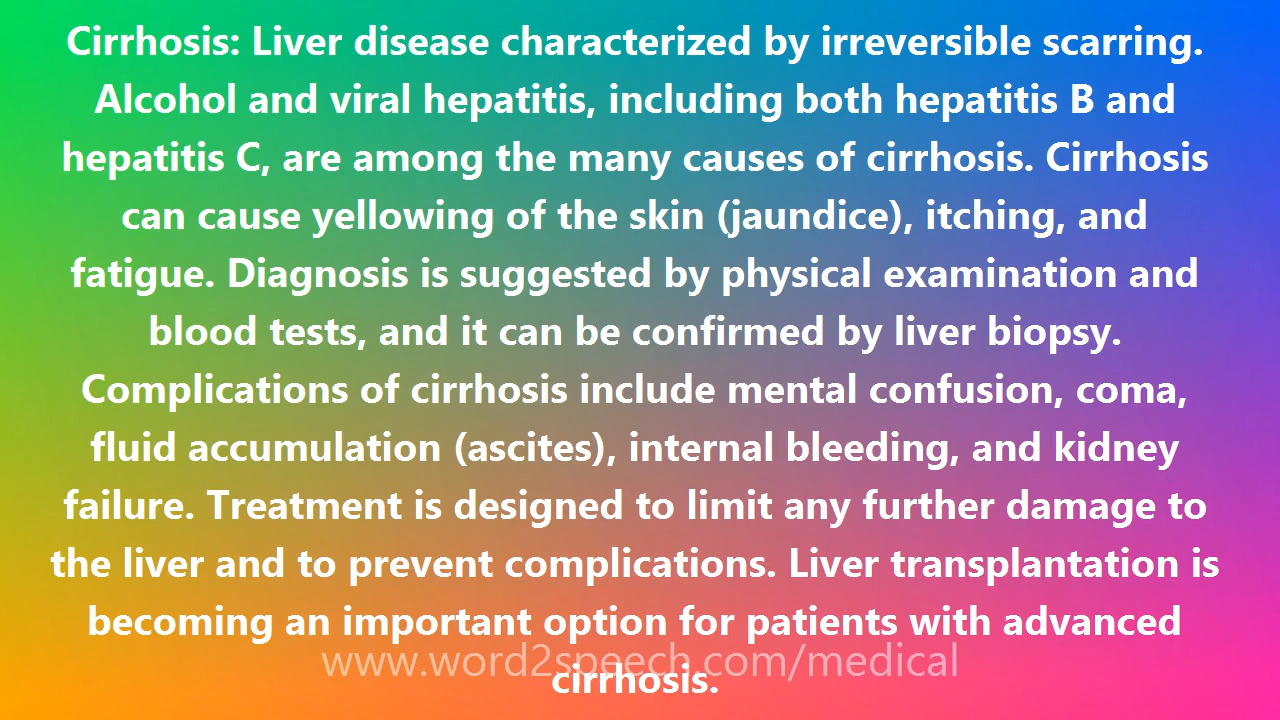 Cirrhosis: Liver disease characterized by irreversible scarring.
Alcohol and viral hepatitis, including both hepatitis B and
hepatitis C, are among the many causes of cirrhosis. Cirrhosis
can cause yellowing of the skin (jaundice), itching, and
fatigue. Diagnosis is suggested by physical examination and
blood tests, and it can be confirmed by liver biopsy.
Complications of cirrhosis include mental confusion, coma,
fluid accumulation (ascites), internal bleeding, and kidney
failure. Treatment is designed to limit any further damage to
the liver and to prevent complications. Liver transplantation is
becoming an important option for patients with advanced
www.word2speech.com/medical
cirrhosis.